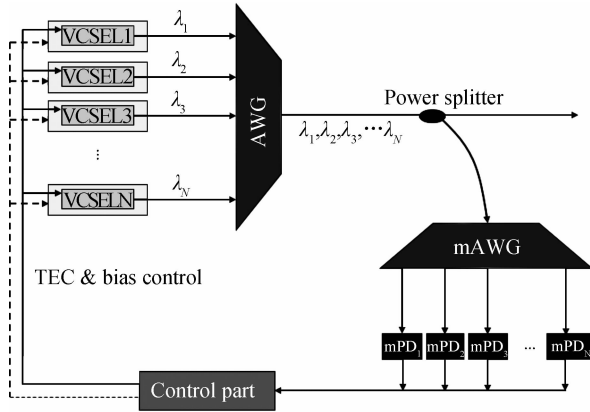 VCSEL1
λ1
VCSEL2
λ2
VCSEL3
λ3
⋮
VCSELN
λN
AWG
λ1,λ2,λ3,⋯λN
Power splitter
mAWG
TEC & bias control
mPD1 mPD2 mPD3 ... mPDN
Control part